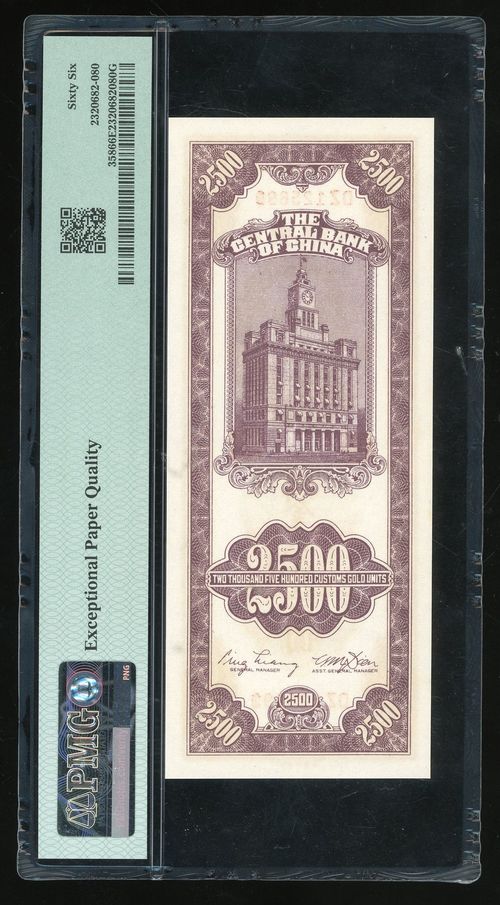 Sixty Six
2320682-080
35866E2320682080G
Exceptional Paper Quality
PMG
PNG
2500 2500
THE
CENTRAL BANK
OF CHINA
2500
TWO THOUSAND FIVE HUNDRED CUSTOMS GOLD UNITS
GENERAL MANAGER
ASST. GENERAL MANAGER
2500
2500 2500